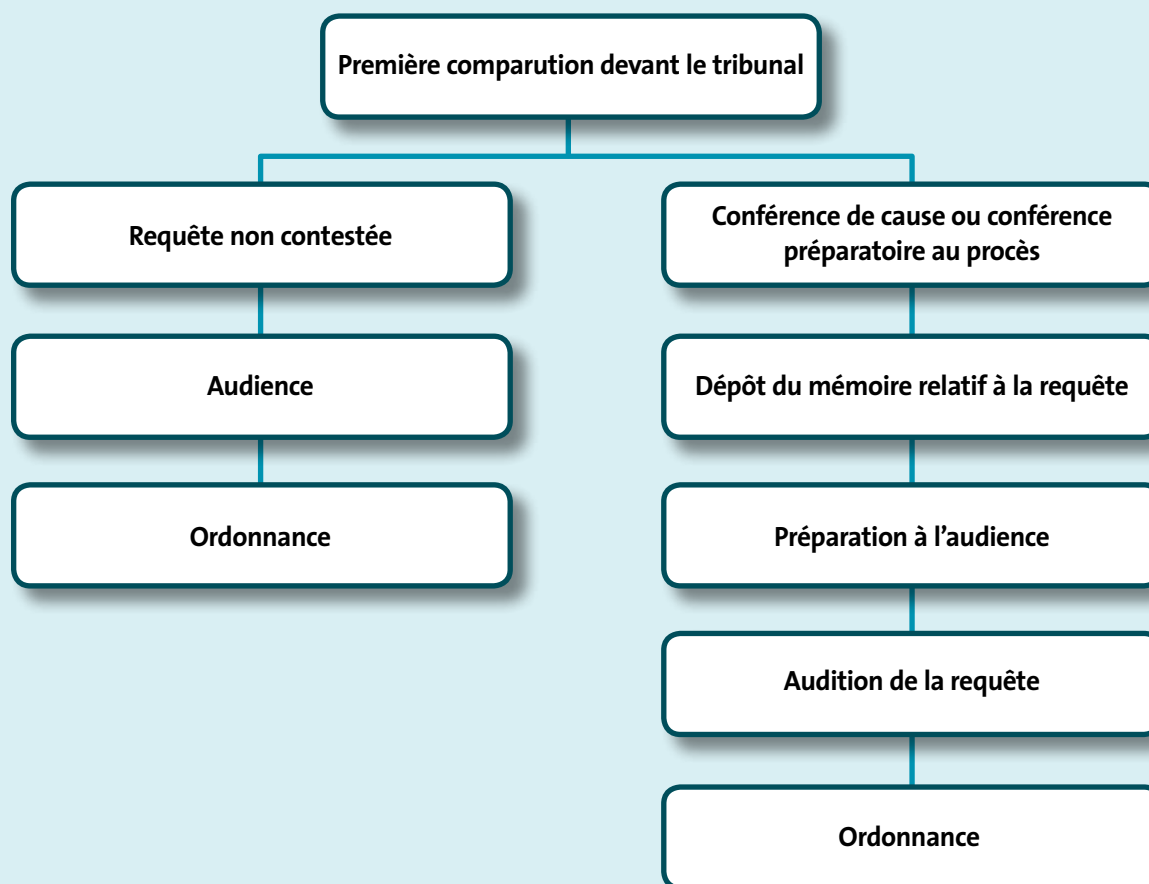 Première comparution devant le tribunal
Requête non contestée
Audience
Ordonnance
Conférence de cause ou conférence
préparatoire au procès
Dépôt du mémoire relatif à la requête
Préparation à l’audience
Audition de la requête
Ordonnance